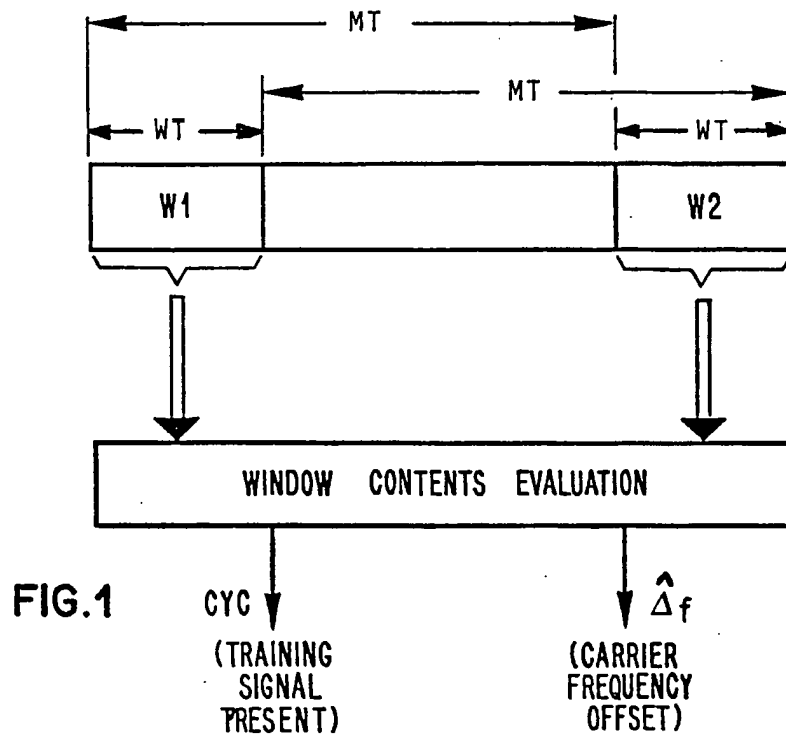 MT
MT
WT
WT
W1
W2
WINDOW CONTENTS EVALUATION
FIG.1
CYC
(TRAINING
SIGNAL
PRESENT)
Δ̂f
(CARRIER
FREQUENCY
OFFSET)